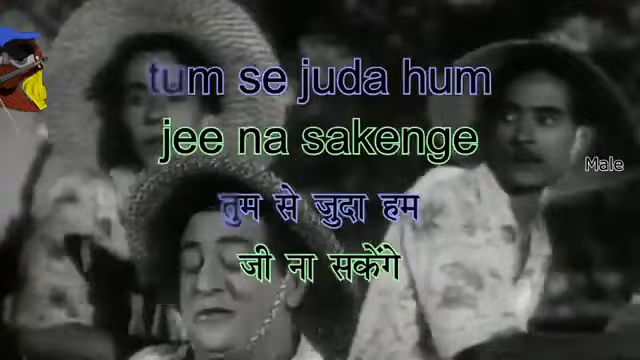 tum se juda hum
jee na sakenge
Male
तुम से जुदा हम
जी ना सकेंगे